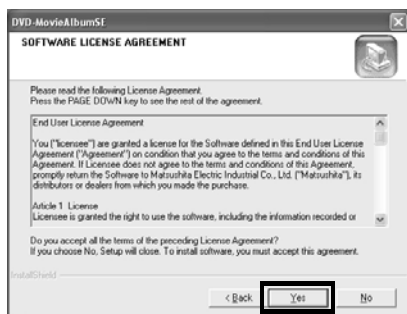 DVD-MovieAlbumSE
SOFTWARE LICENSE AGREEMENT
Please read the following License Agreement.
Press the PAGE DOWN key to see the rest of the agreement.
End User License Agreement
You ("licensee") are granted a license for the Software defined in this End User License
Agreement ("Agreement") on condition that you agree to the terms and conditions of this
Agreement. If Licensee does not agree to the terms and conditions of this Agreement,
promptly return the Software to Matsushita Electric Industrial Co., Ltd. ("Matsushita"), its
distributors or dealers from which you made the purchase.
Article 1 License
Licensee is granted the right to use the software, including the information recorded or
Do you accept all the terms of the preceding License Agreement?
If you choose No, Setup will close. To install software, you must accept this agreement.
InstallShield
< Back
Yes
No